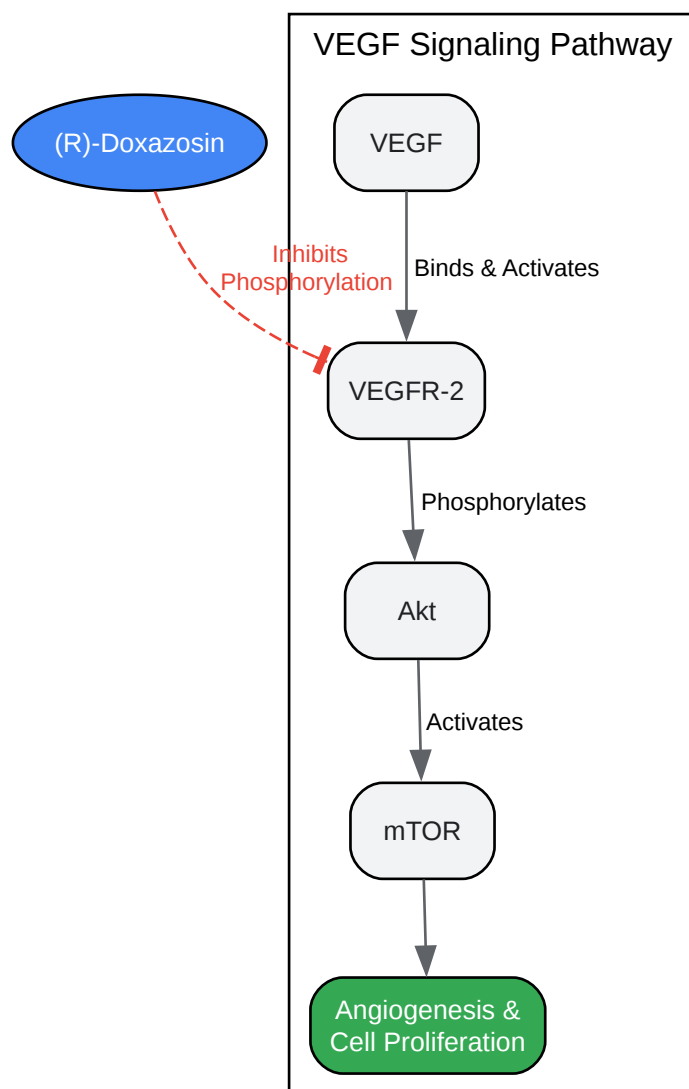 VEGF Signaling Pathway
(R)-Doxazosin
VEGF
Inhibits
Phosphorylation
Binds & Activates
VEGFR-2
Phosphorylates
Akt
Activates
mTOR
Angiogenesis &
Cell Proliferation